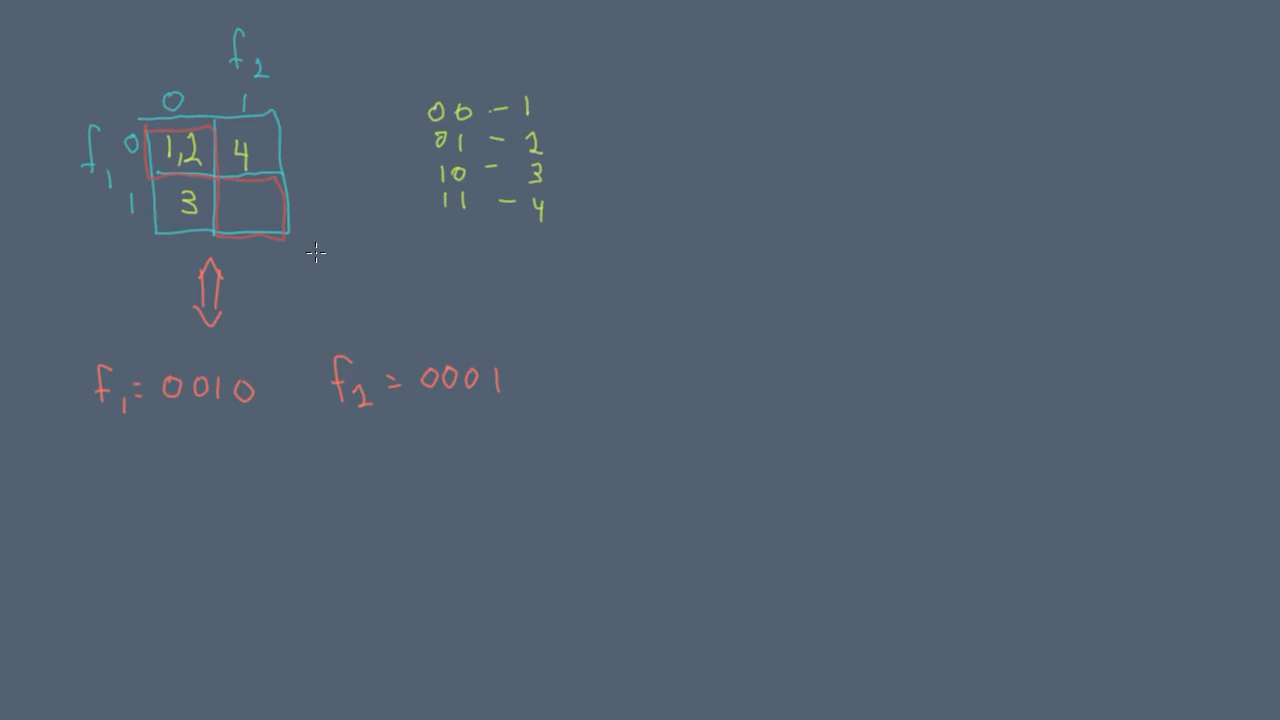 f2
0 1
f1 0 1,2 4
1 3
00 - 1
01 - 2
10 - 3
11 - 4
f1 = 0010 f2 = 0001